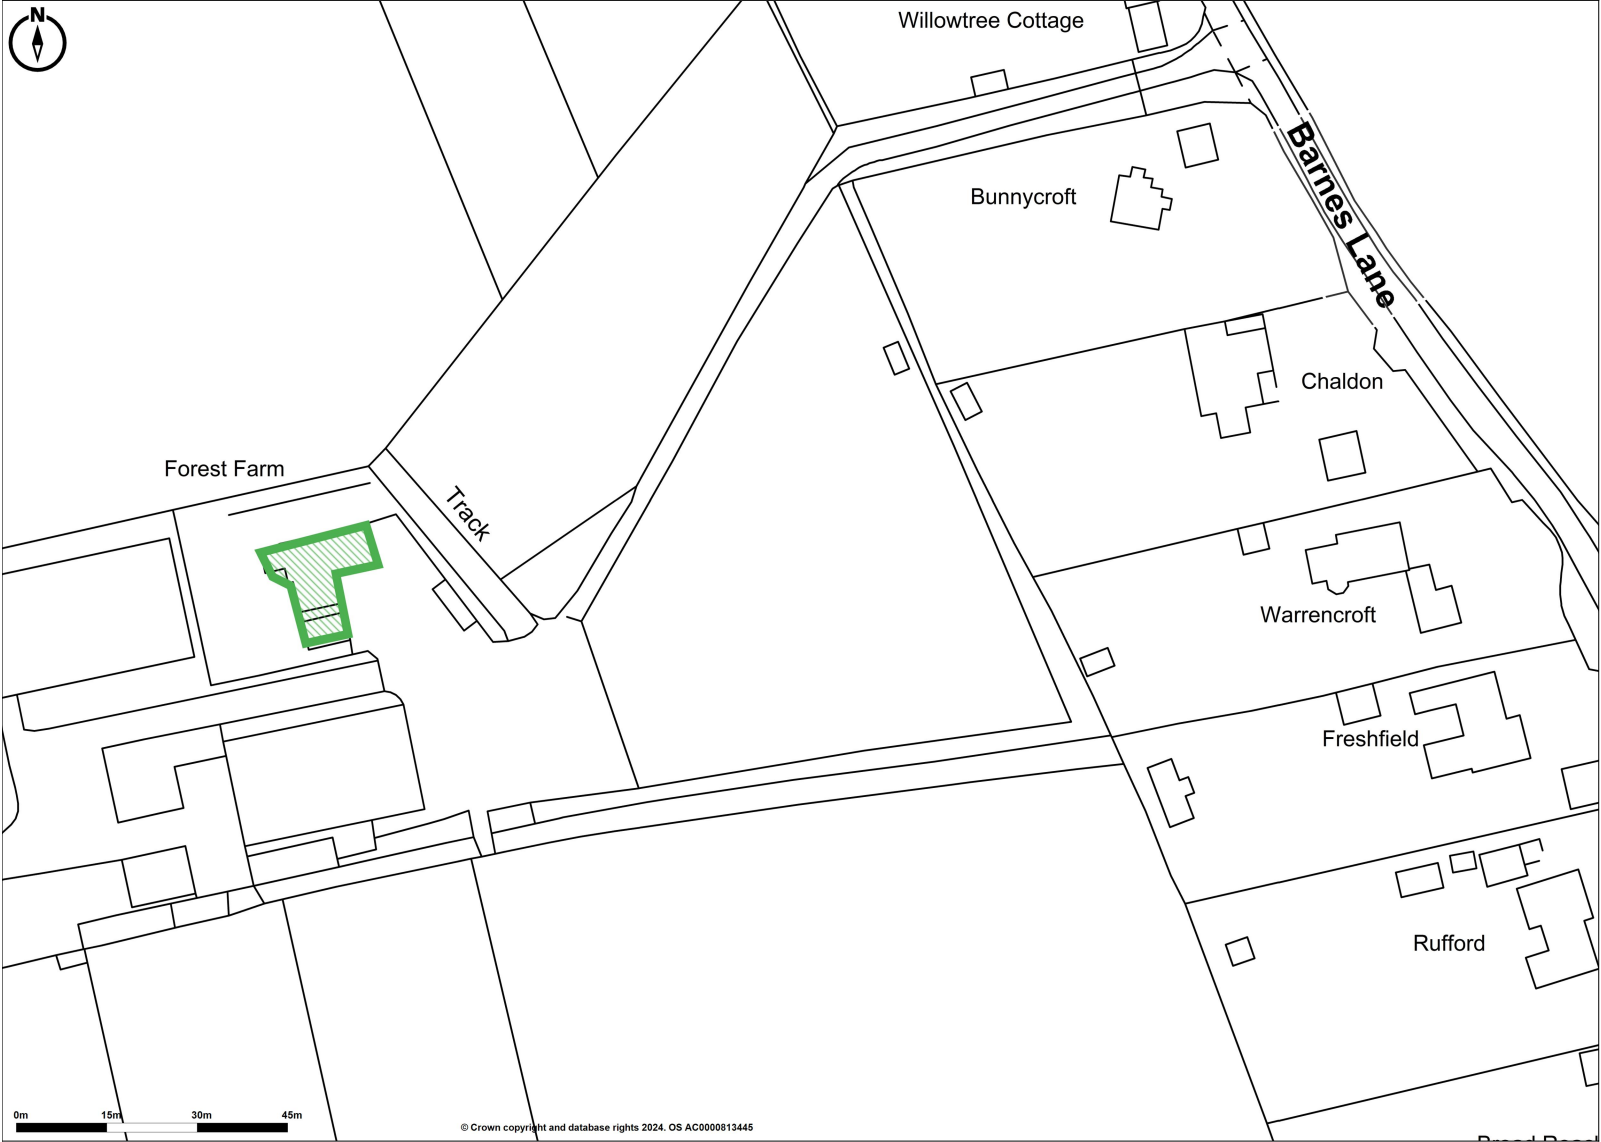 N
Willowtree Cottage
Barnes Lane
Bunnycroft
Chaldon
Forest Farm
Track
Warrencroft
Freshfield
Rufford
0m 15m 30m 45m
© Crown copyright and database rights 2024. OS AC0000813445